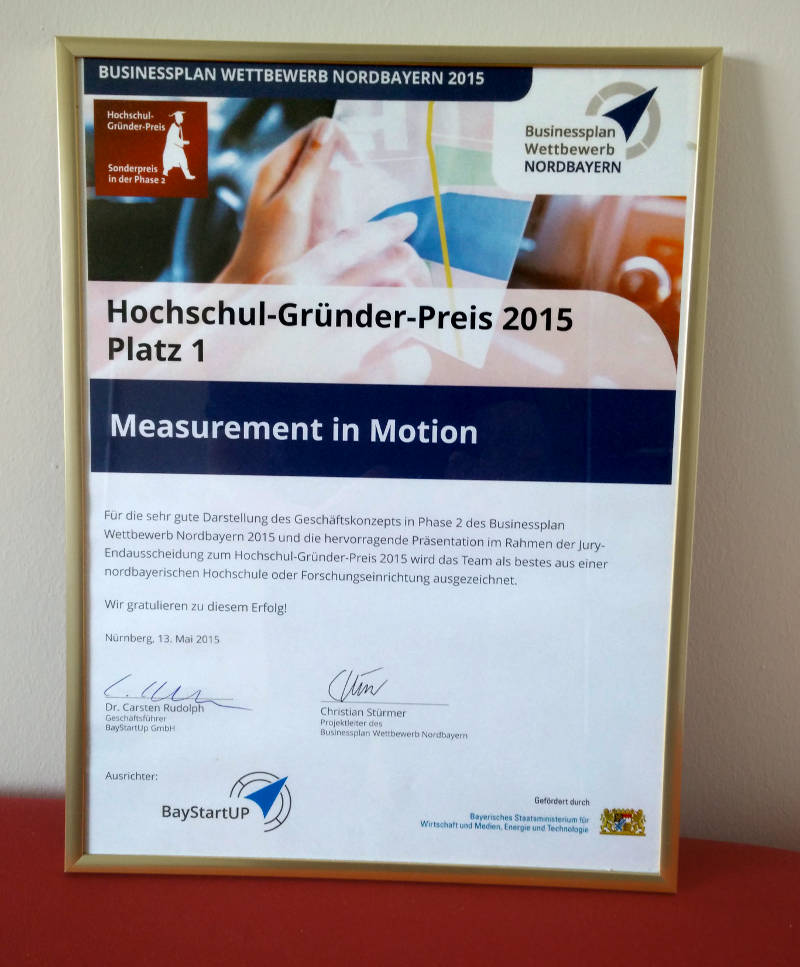 BUSINESSPLAN WETTBEWERB NORDBAYERN 2015
Hochschul-
Gründer-Preis
Sonderpreis
in der Phase 2
Businessplan
Wettbewerb
NORDBAYERN
Hochschul-Gründer-Preis 2015
Platz 1
Measurement in Motion
Für die sehr gute Darstellung des Geschäftskonzepts in Phase 2 des Businessplan
Wettbewerb Nordbayern 2015 und die hervorragende Präsentation im Rahmen der Jury-
Endausscheidung zum Hochschul-Gründer-Preis 2015 wird das Team als bestes aus einer
nordbayerischen Hochschule oder Forschungseinrichtung ausgezeichnet.
Wir gratulieren zu diesem Erfolg!
Nürnberg, 13. Mai 2015
Dr. Carsten Rudolph
Geschäftsführer
BayStartUp GmbH
Christian Stürmer
Projektleiter des
Businessplan Wettbewerb Nordbayern
Ausrichter:
BayStartUP
Gefördert durch
Bayerisches Staatsministerium für
Wirtschaft und Medien, Energie und Technologie